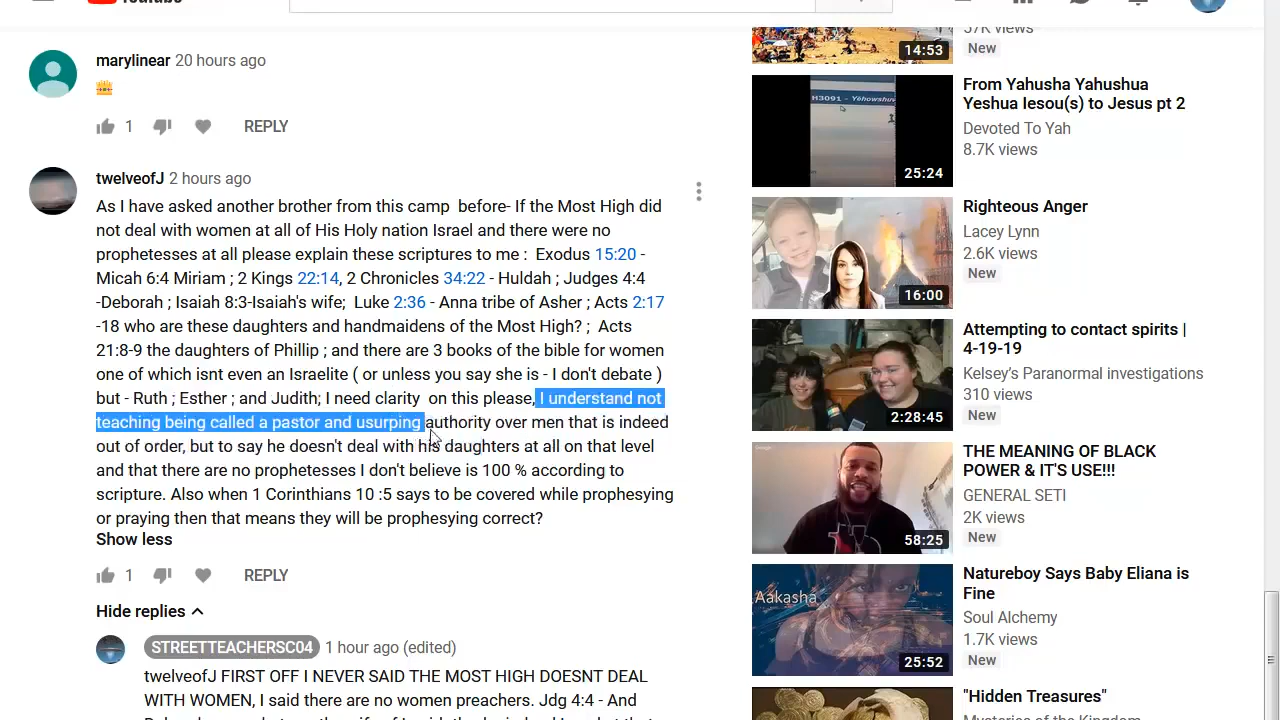 marylinear 20 hours ago
1 REPLY
twelveofJ 2 hours ago
As I have asked another brother from this camp before- If the Most High did
not deal with women at all of His Holy nation Israel and there were no
prophetesses at all please explain these scriptures to me : Exodus 15:20 -
Micah 6:4 Miriam ; 2 Kings 22:14, 2 Chronicles 34:22 - Huldah ; Judges 4:4
-Deborah ; Isaiah 8:3-Isaiah's wife; Luke 2:36 - Anna tribe of Asher ; Acts 2:17
-18 who are these daughters and handmaidens of the Most High? ; Acts
21:8-9 the daughters of Phillip ; and there are 3 books of the bible for women
one of which isnt even an Israelite ( or unless you say she is - I don't debate )
but - Ruth ; Esther ; and Judith; I need clarity on this please, I understand not
teaching being called a pastor and usurping authority over men that is indeed
out of order, but to say he doesn't deal with his daughters at all on that level
and that there are no prophetesses I don't believe is 100 % according to
scripture. Also when 1 Corinthians 10 :5 says to be covered while prophesying
or praying then that means they will be prophesying correct?
Show less
1 REPLY
Hide replies
STREETTEACHERSC04 1 hour ago (edited)
twelveofJ FIRST OFF I NEVER SAID THE MOST HIGH DOESNT DEAL
WITH WOMEN, I said there are no women preachers. Jdg 4:4 - And
14:53
57K views
New
H3091 - Yehowshuw
25:24
From Yahusha Yahushua
Yeshua Iesou(s) to Jesus pt 2
Devoted To Yah
8.7K views
16:00
Righteous Anger
Lacey Lynn
2.6K views
New
2:28:45
Attempting to contact spirits |
4-19-19
Kelsey's Paranormal investigations
310 views
New
58:25
THE MEANING OF BLACK
POWER & IT'S USE!!!
GENERAL SETI
2K views
New
Aakasha
25:52
Natureboy Says Baby Eliana is
Fine
Soul Alchemy
1.7K views
New
"Hidden Treasures"